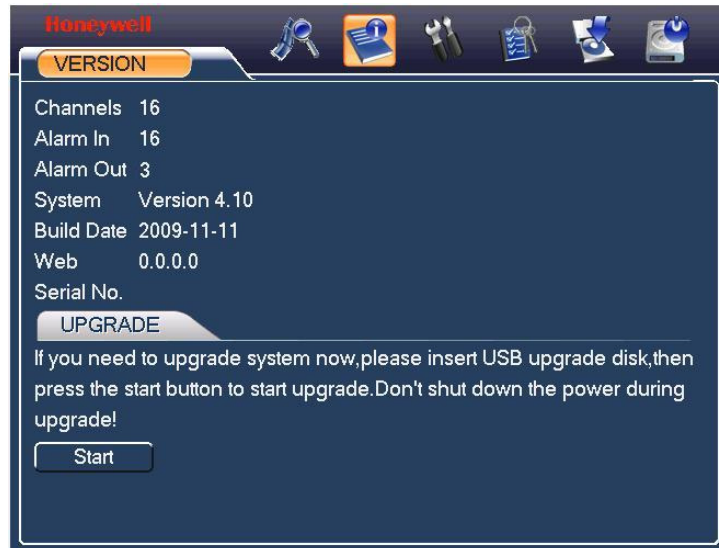 Honeywell
VERSION
Channels 16
Alarm In 16
Alarm Out 3
System Version 4.10
Build Date 2009-11-11
Web 0.0.0.0
Serial No.
UPGRADE
If you need to upgrade system now,please insert USB upgrade disk,then
press the start button to start upgrade.Don't shut down the power during
upgrade!
Start